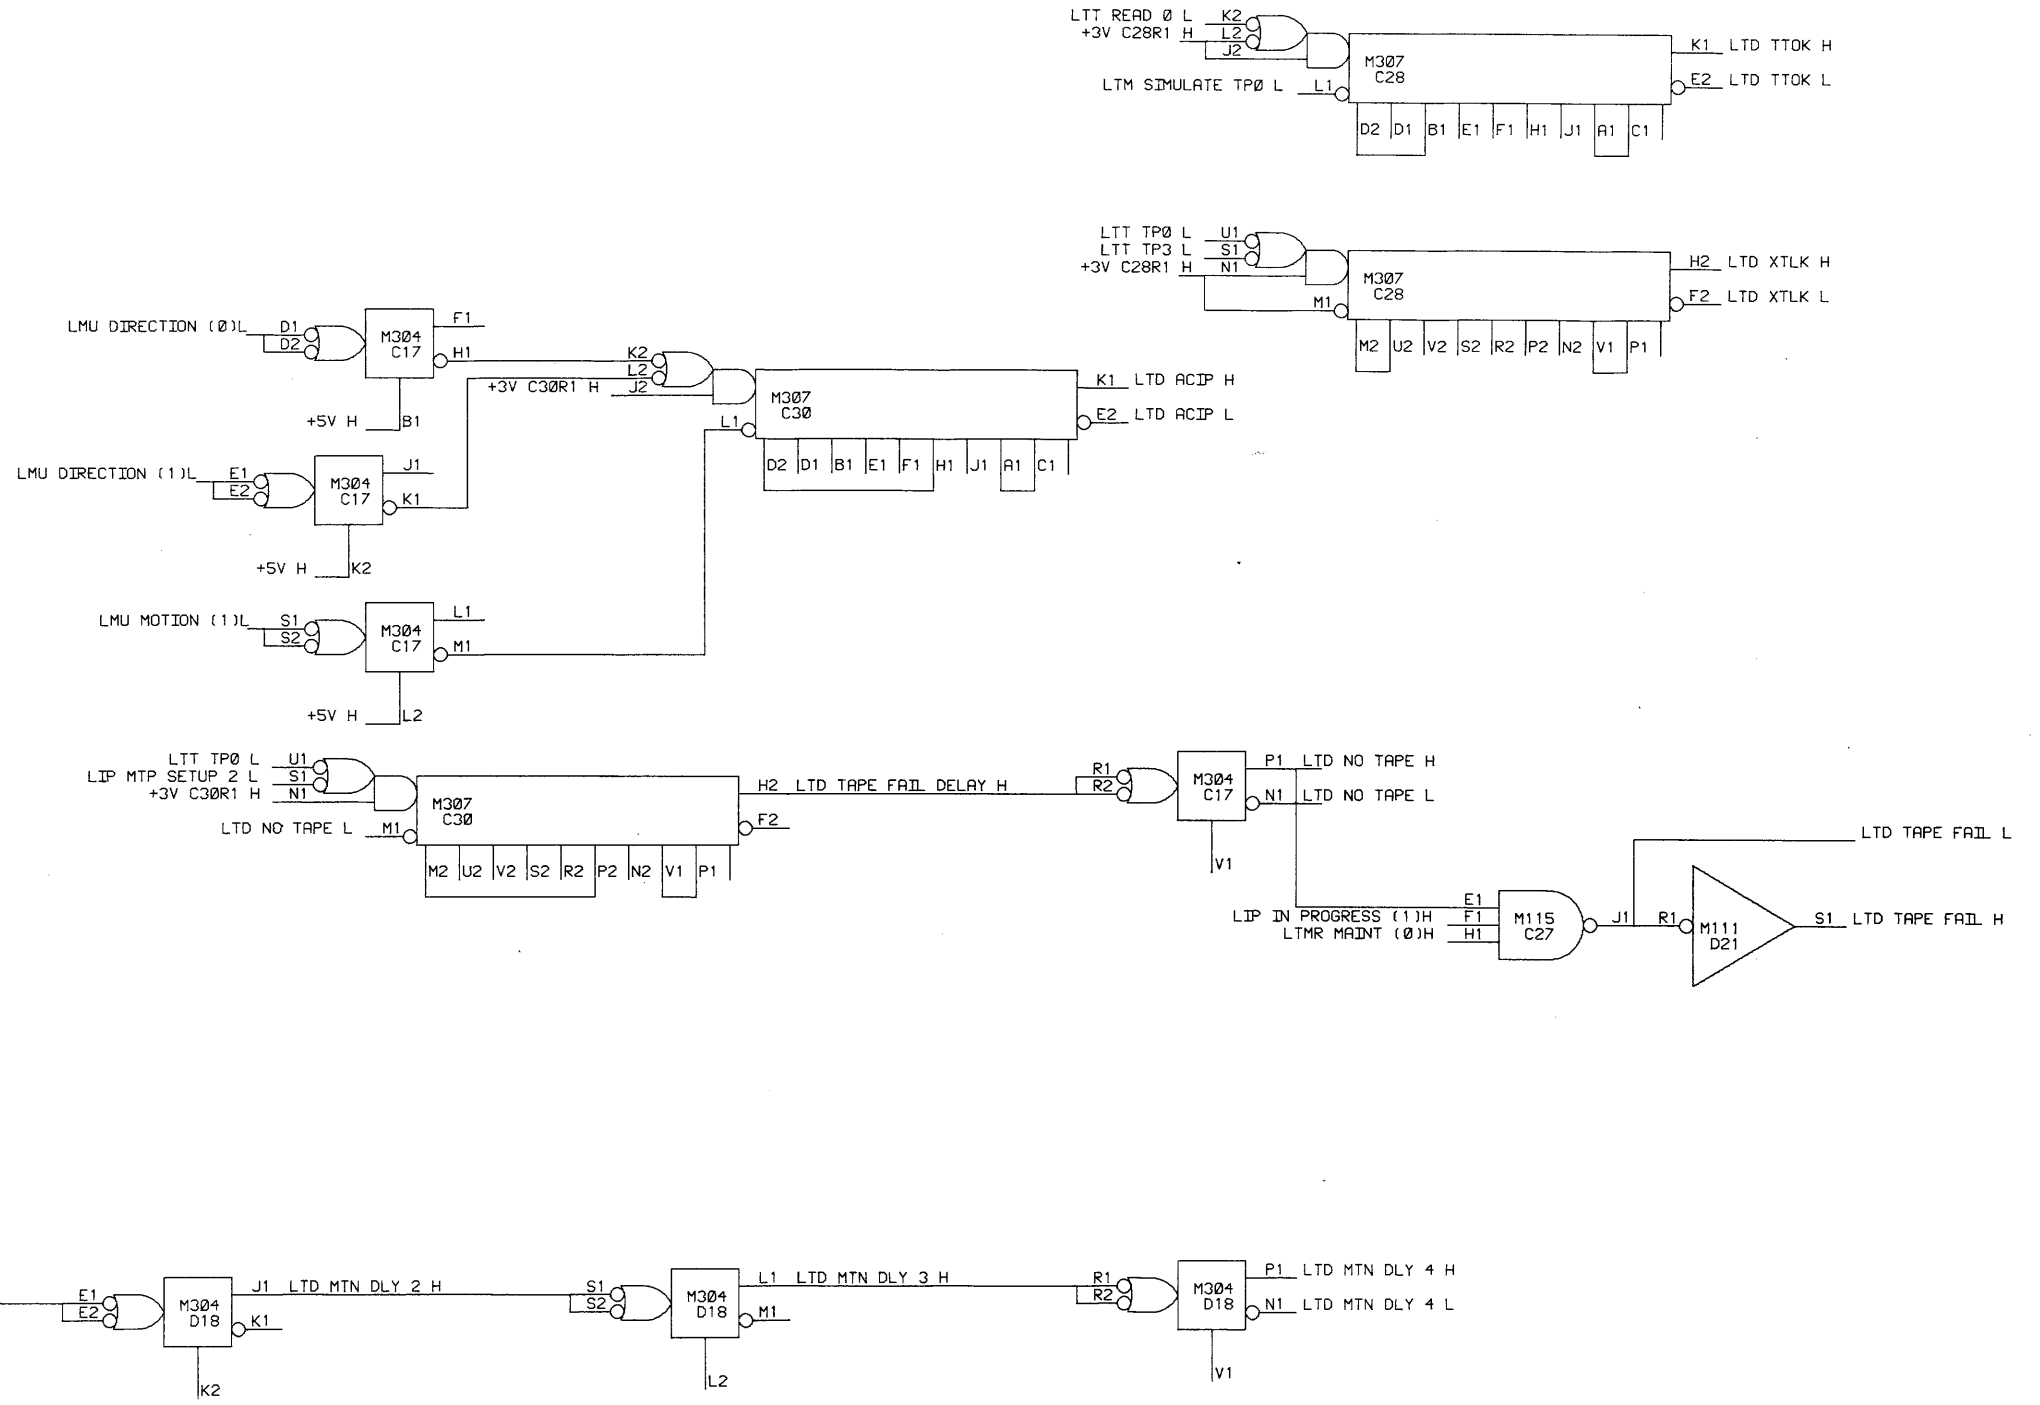 LTT READ 0 L K2
+3V C28R1 H L2
J2
K1 LTD TTOK H
M307
C28
LTM SIMULATE TP0 L L1
E2 LTD TTOK L
D2 D1 B1 E1 F1 H1 J1 A1 C1
LTT TP0 L U1
LTT TP3 L S1
+3V C28R1 H N1
H2 LTD XTLK H
M307
C28
M1
F2 LTD XTLK L
M2 U2 V2 S2 R2 P2 N2 V1 P1
LMU DIRECTION (0)L D1
D2
F1
M304
C17
H1
+5V H B1
K2
L2
+3V C30R1 H J2
K1 LTD ACIP H
M307
C30
L1
E2 LTD ACIP L
D2 D1 B1 E1 F1 H1 J1 A1 C1
LMU DIRECTION (1)L E1
E2
J1
M304
C17
K1
+5V H K2
LMU MOTION (1)L S1
S2
L1
M304
C17
M1
+5V H L2
LTT TP0 L U1
LIP MTP SETUP 2 L S1
+3V C30R1 H N1
M307
C30
LTD NO TAPE L M1
H2 LTD TAPE FAIL DELAY H
F2
M2 U2 V2 S2 R2 P2 N2 V1 P1
R1
R2
M304
C17
P1 LTD NO TAPE H
N1 LTD NO TAPE L
V1
LTD TAPE FAIL L
E1
LIP IN PROGRESS (1)H F1
LTMR MAINT (0)H H1
M115
C27
J1
R1
M111
D21
S1 LTD TAPE FAIL H
E1
E2
M304
D18
J1 LTD MTN DLY 2 H
K1
K2
S1
S2
M304
D18
L1 LTD MTN DLY 3 H
M1
L2
R1
R2
M304
D18
P1 LTD MTN DLY 4 H
N1 LTD MTN DLY 4 L
V1